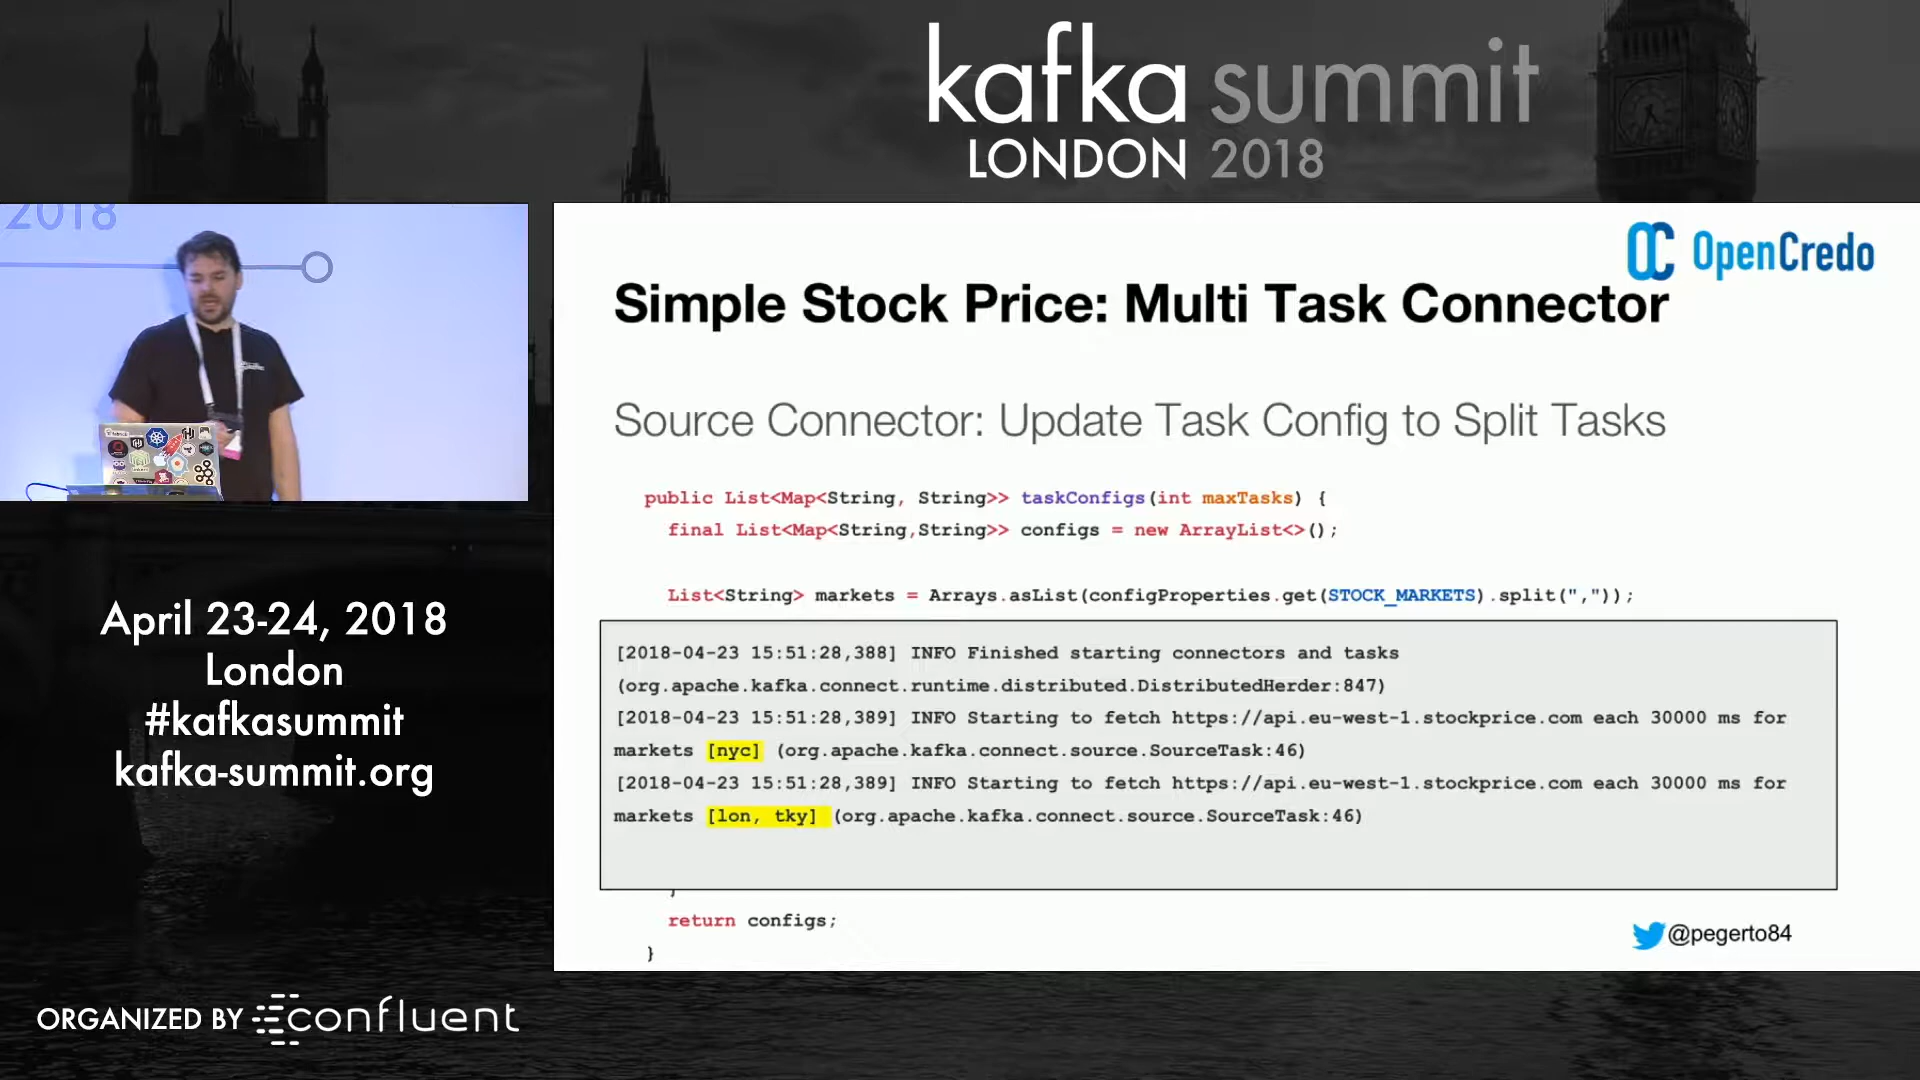 kafka summit
LONDON 2018
2018
OpenCredo
Simple Stock Price: Multi Task Connector
Source Connector: Update Task Config to Split Tasks
public List<Map<String, String>> taskConfigs(int maxTasks) {
final List<Map<String,String>> configs = new ArrayList<>();
List<String> markets = Arrays.asList(configProperties.get(STOCK_MARKETS).split(","));
[2018-04-23 15:51:28,388] INFO Finished starting connectors and tasks
(org.apache.kafka.connect.runtime.distributed.DistributedHerder:847)
[2018-04-23 15:51:28,389] INFO Starting to fetch https://api.eu-west-1.stockprice.com each 30000 ms for
markets [nyc] (org.apache.kafka.connect.source.SourceTask:46)
[2018-04-23 15:51:28,389] INFO Starting to fetch https://api.eu-west-1.stockprice.com each 30000 ms for
markets [lon, tky] (org.apache.kafka.connect.source.SourceTask:46)
}
return configs;
}
@pegerto84
April 23-24, 2018
London
#kafkasummit
kafka-summit.org
ORGANIZED BY confluent